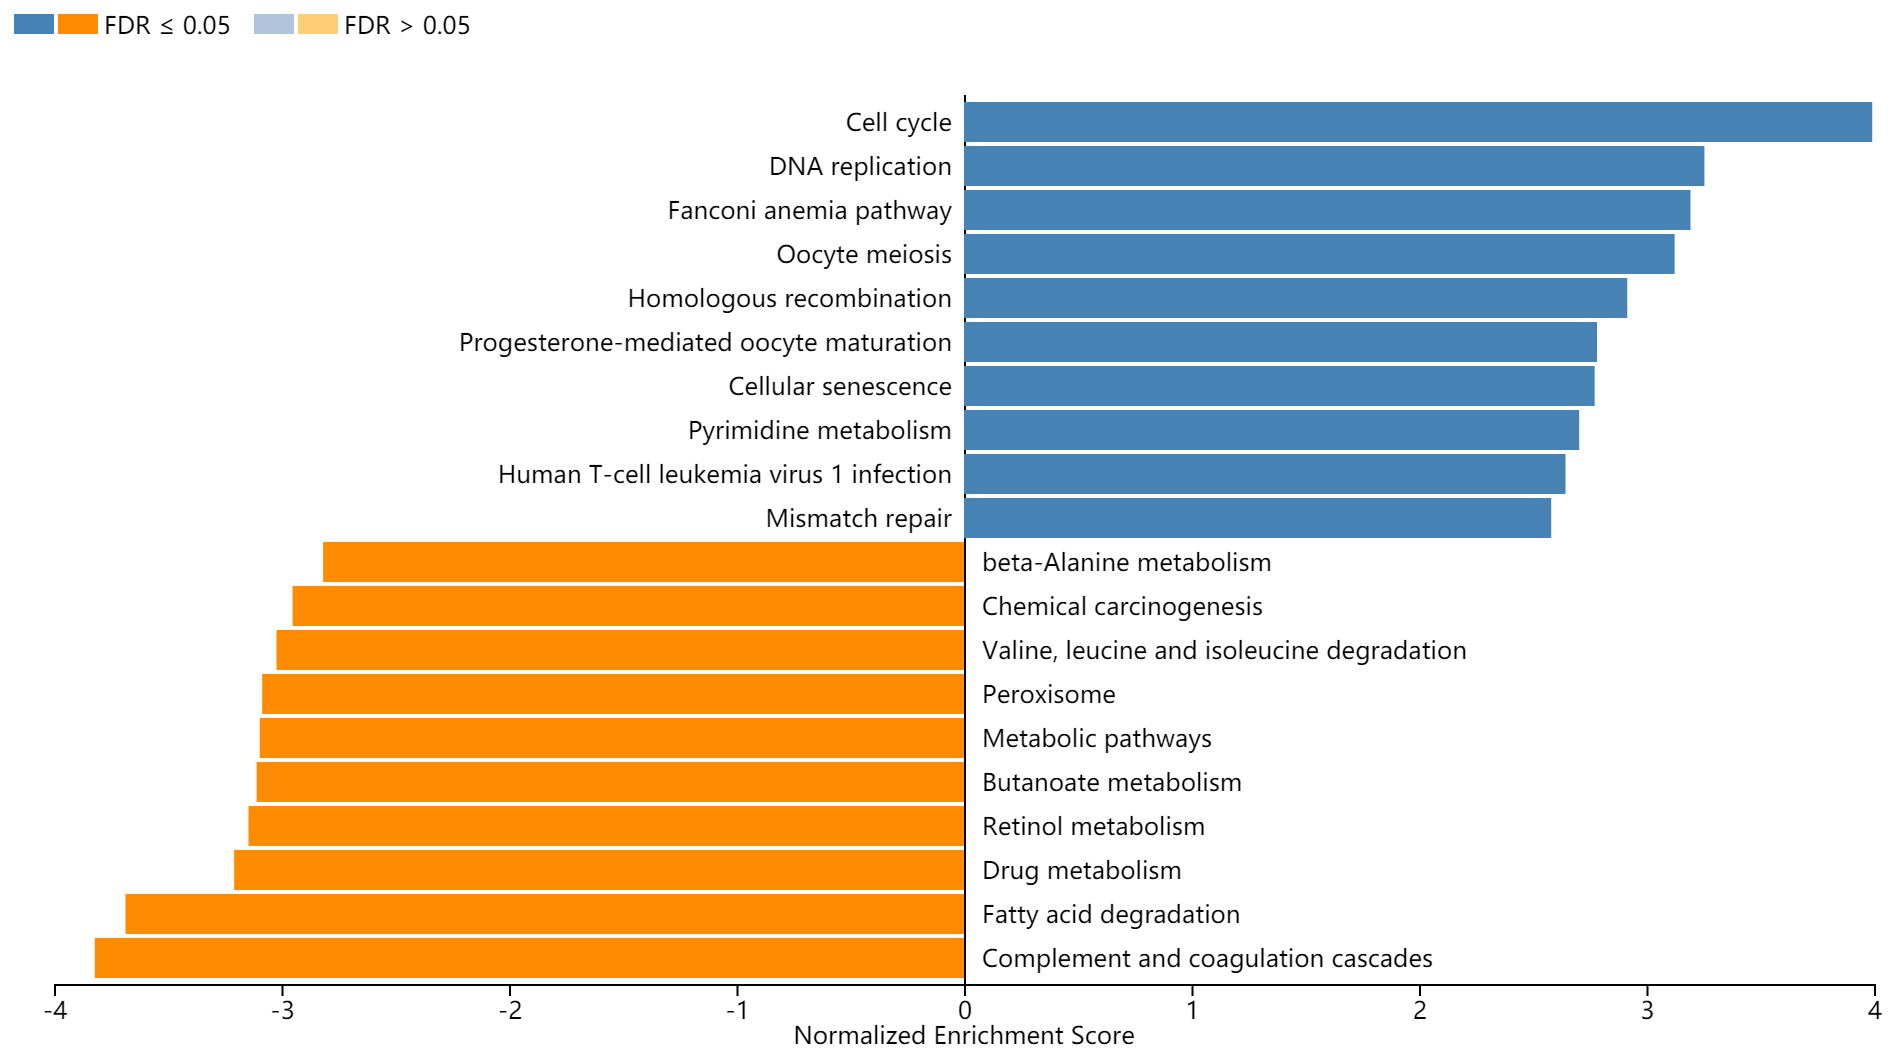 FDR ≤ 0.05 FDR > 0.05
Cell cycle
DNA replication
Fanconi anemia pathway
Oocyte meiosis
Homologous recombination
Progesterone-mediated oocyte maturation
Cellular senescence
Pyrimidine metabolism
Human T-cell leukemia virus 1 infection
Mismatch repair
beta-Alanine metabolism
Chemical carcinogenesis
Valine, leucine and isoleucine degradation
Peroxisome
Metabolic pathways
Butanoate metabolism
Retinol metabolism
Drug metabolism
Fatty acid degradation
Complement and coagulation cascades
-4 -3 -2 -1 0 1 2 3 4
Normalized Enrichment Score